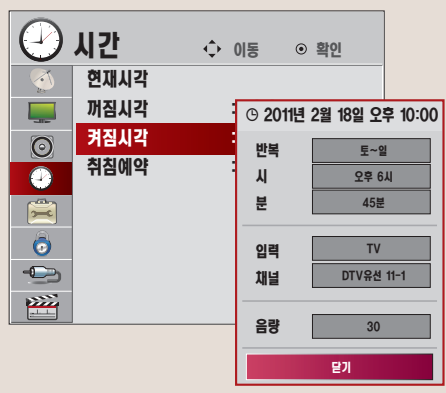 시간
이동
확인
현재시각
꺼짐시각 :
켜짐시각 :
취침예약 :
2011년 2월 18일 오후 10:00
반복 토~일
시 오후 6시
분 45분
입력 TV
채널 DTV유선 11-1
음량 30
닫기